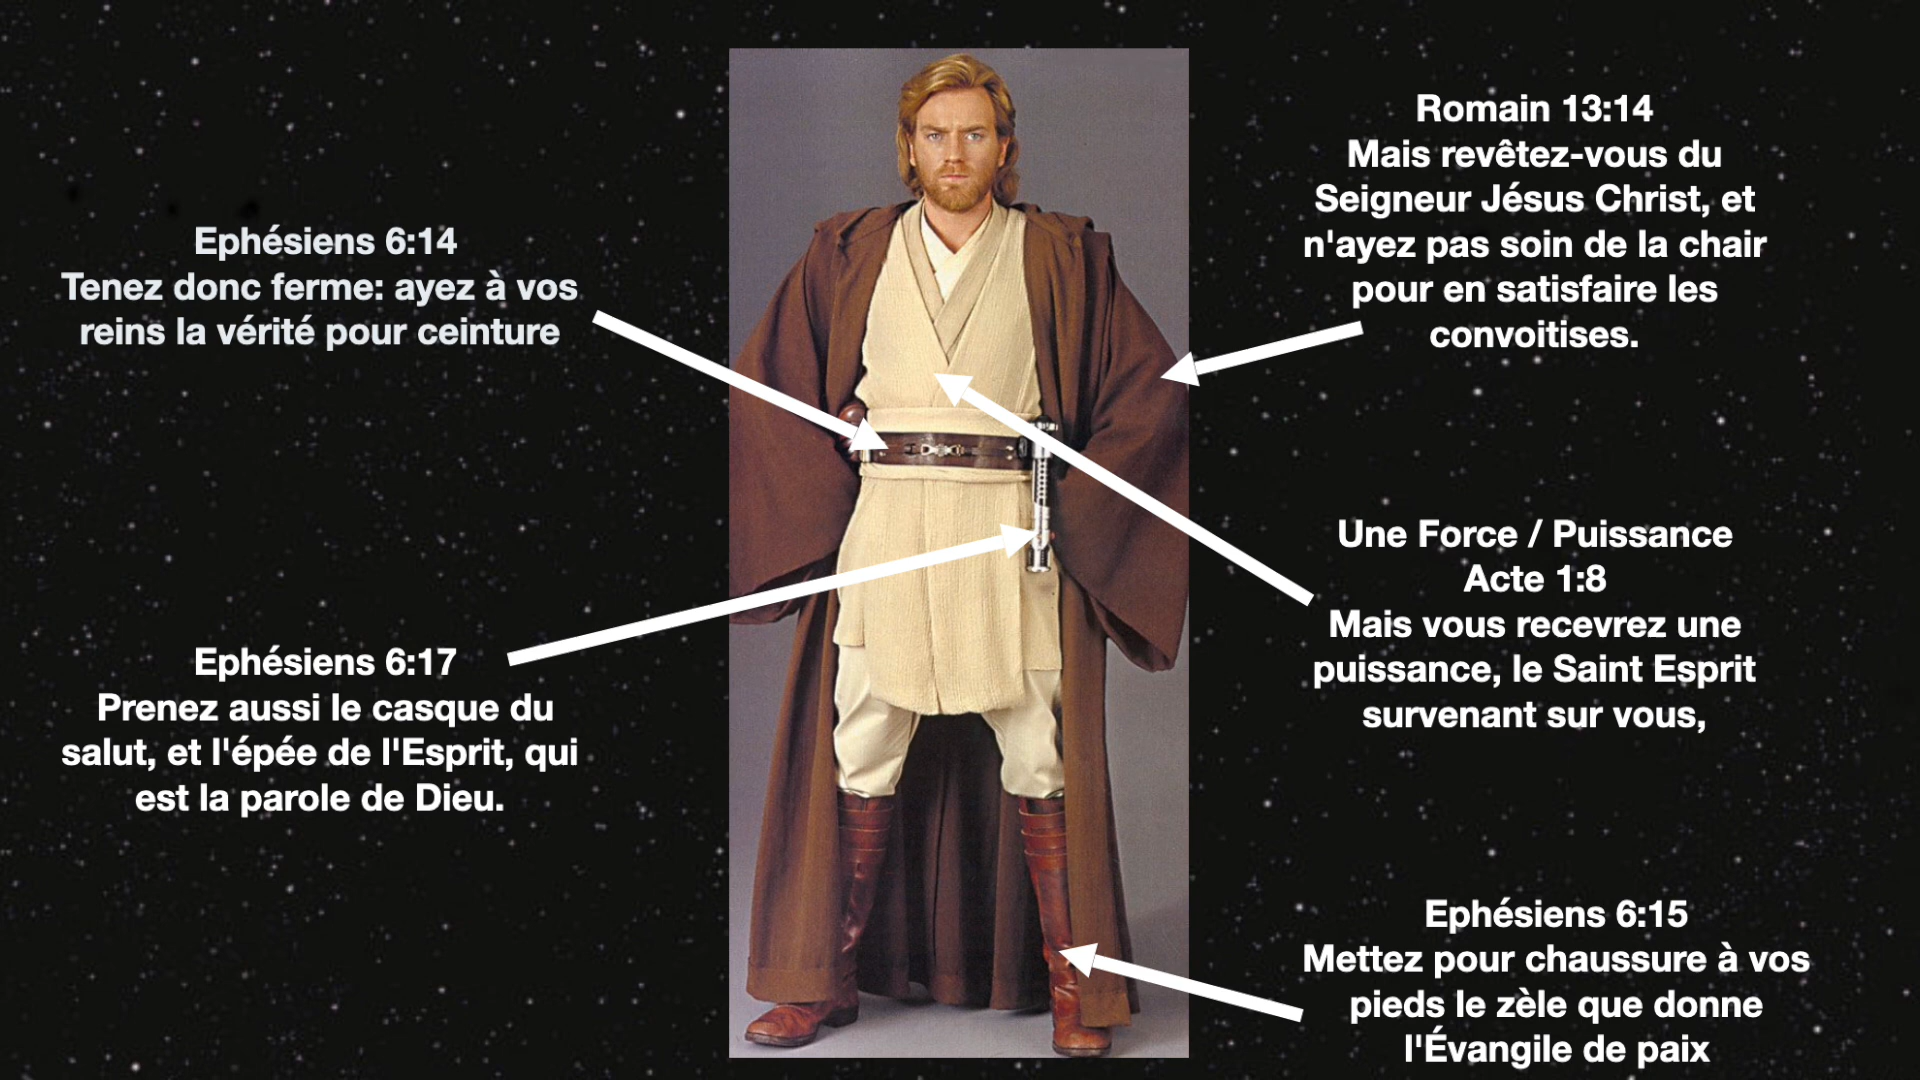 Ephésiens 6:14
Tenez donc ferme: ayez à vos
reins la vérité pour ceinture
Ephésiens 6:17
Prenez aussi le casque du
salut, et l'épée de l'Esprit, qui
est la parole de Dieu.
Romain 13:14
Mais revêtez-vous du
Seigneur Jésus Christ, et
n'ayez pas soin de la chair
pour en satisfaire les
convoitises.
Une Force / Puissance
Acte 1:8
Mais vous recevrez une
puissance, le Saint Esprit
survenant sur vous,
Ephésiens 6:15
Mettez pour chaussure à vos
pieds le zèle que donne
l'Évangile de paix